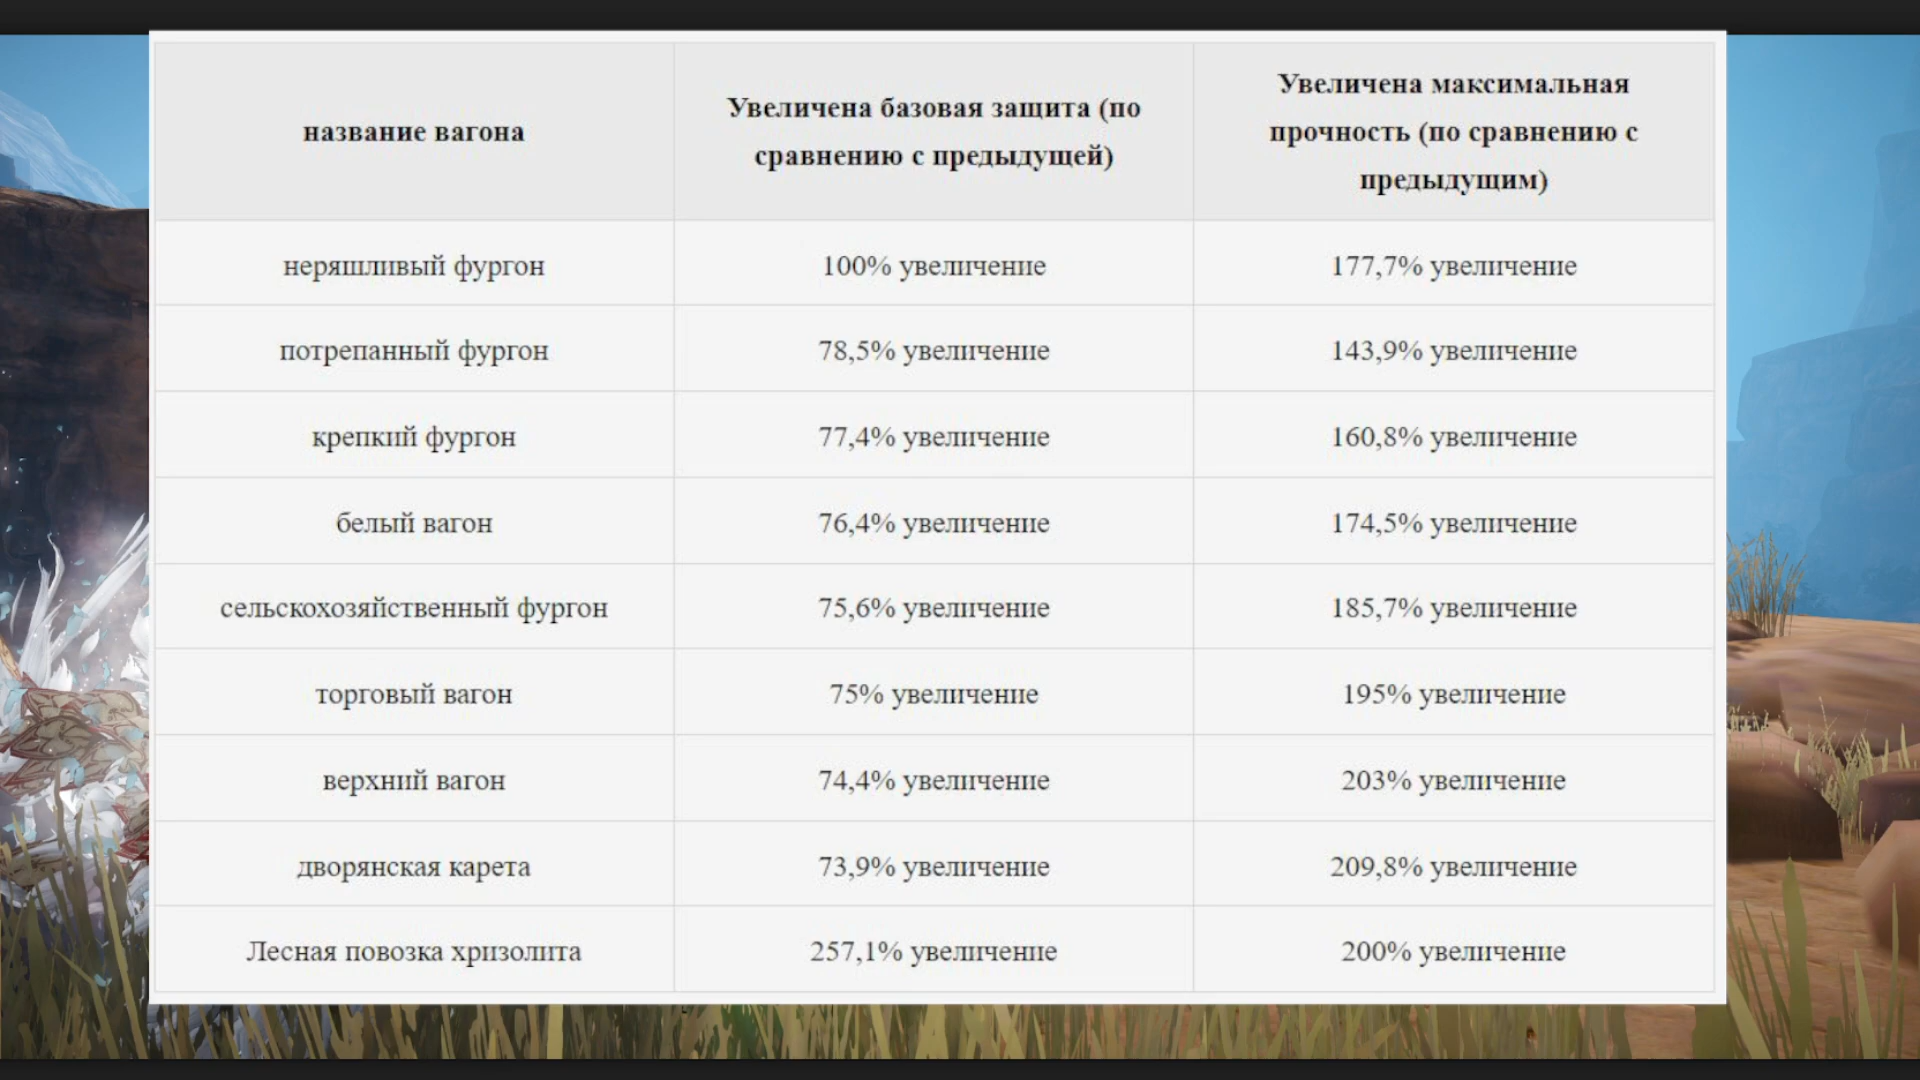 название вагона
Увеличена базовая защита (по
сравнению с предыдущей)
Увеличена максимальная
прочность (по сравнению с
предыдущим)
неряшливый фургон
100% увеличение
177,7% увеличение
потрепанный фургон
78,5% увеличение
143,9% увеличение
крепкий фургон
77,4% увеличение
160,8% увеличение
белый вагон
76,4% увеличение
174,5% увеличение
сельскохозяйственный фургон
75,6% увеличение
185,7% увеличение
торговый вагон
75% увеличение
195% увеличение
верхний вагон
74,4% увеличение
203% увеличение
дворянская карета
73,9% увеличение
209,8% увеличение
Лесная повозка хризолита
257,1% увеличение
200% увеличение